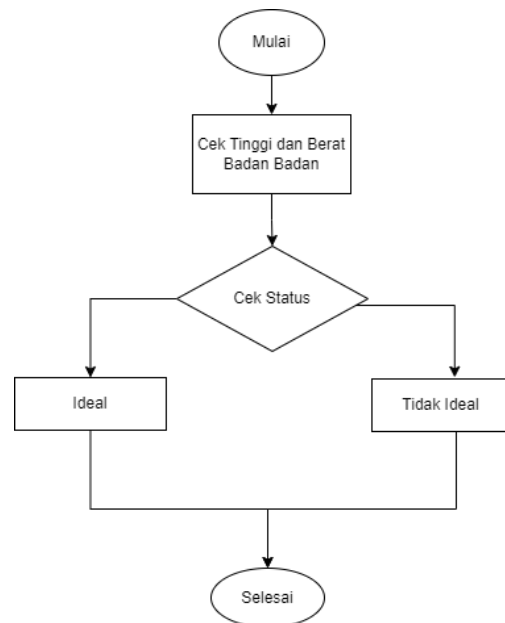 Mulai
Cek Tinggi dan Berat
Badan Badan
Cek Status
Ideal
Tidak Ideal
Selesai